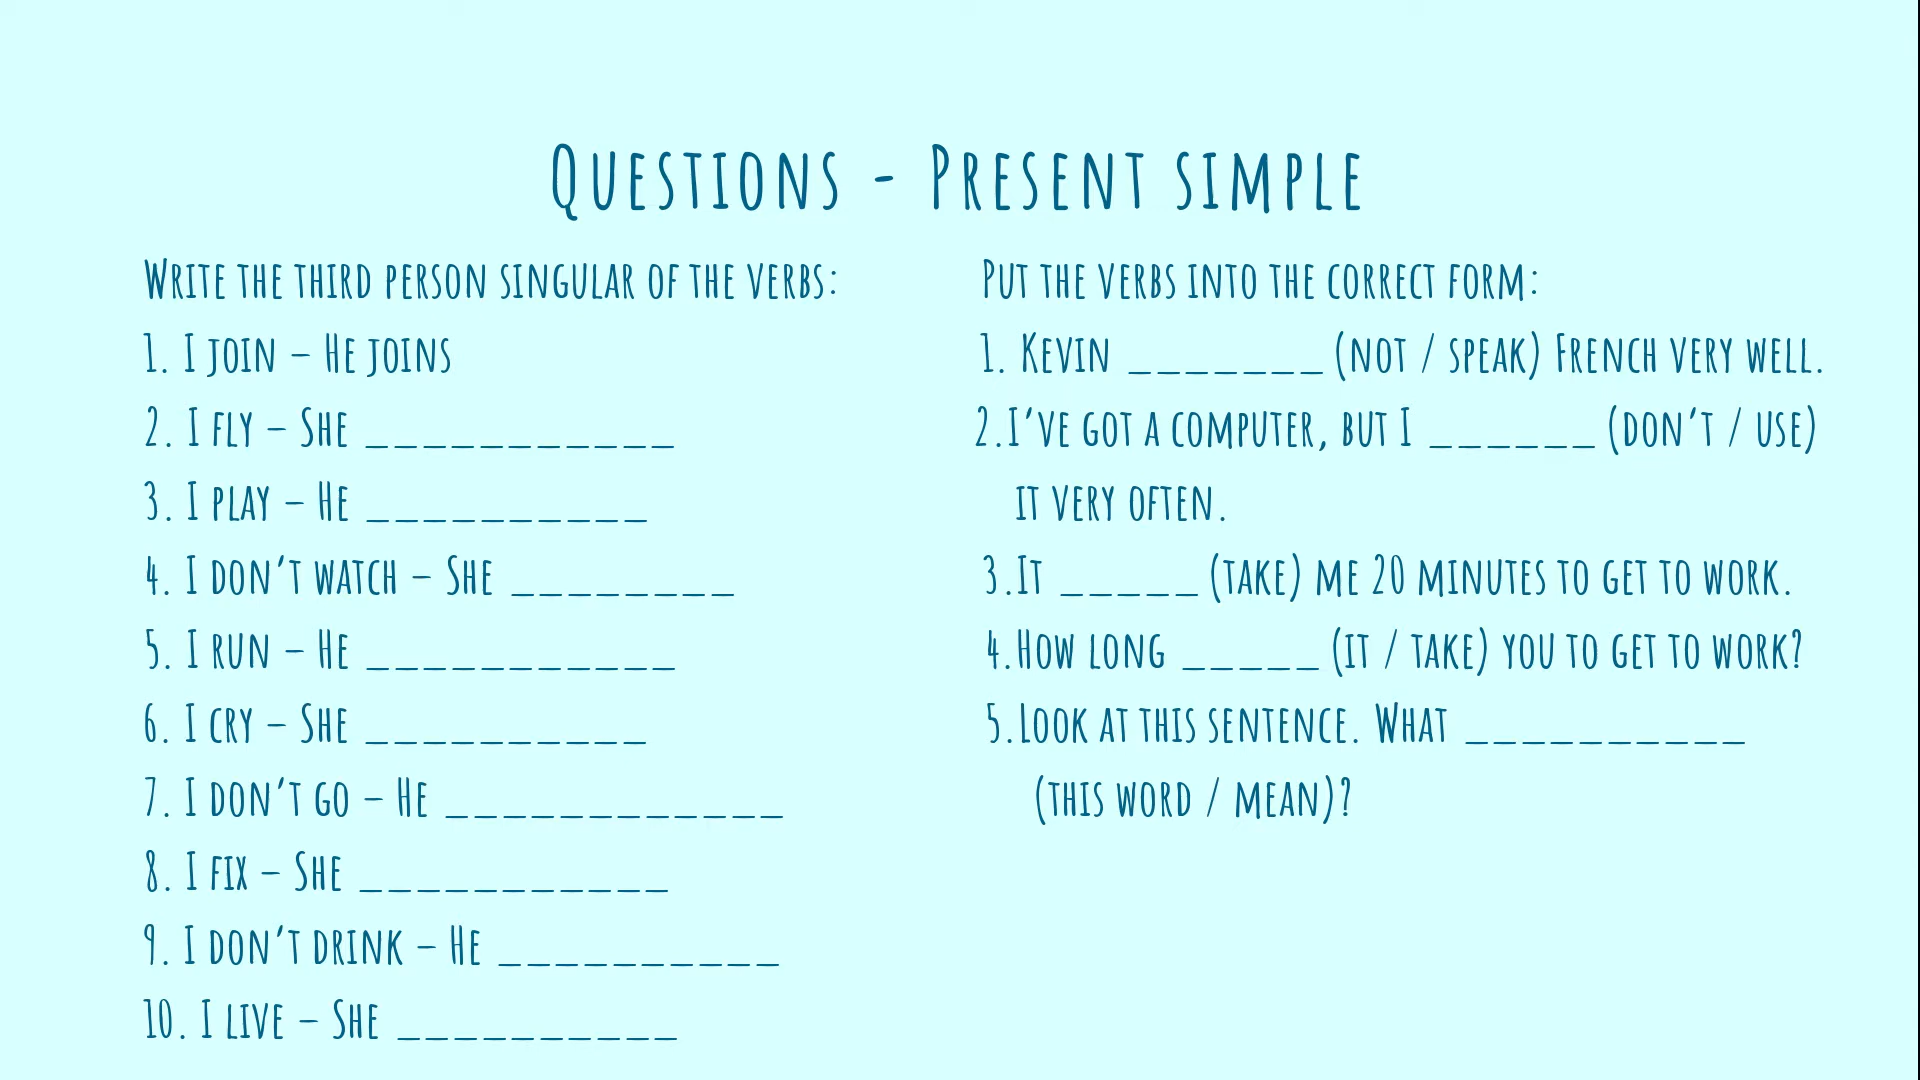 Questions - Present simple
Write the third person singular of the verbs:
1. I join – He joins
2. I fly – She ___________
3. I play – He __________
4. I don’t watch – She ________
5. I run – He ___________
6. I cry – She __________
7. I don’t go – He ____________
8. I fix – She ___________
9. I don’t drink – He __________
10. I live – She __________
Put the verbs into the correct form:
1. Kevin _______ (not / speak) French very well.
2.I’ve got a computer, but I ______ (don’t / use)
it very often.
3.It _____ (take) me 20 minutes to get to work.
4.How long _____ (it / take) you to get to work?
5.Look at this sentence. What __________
(this word / mean)?